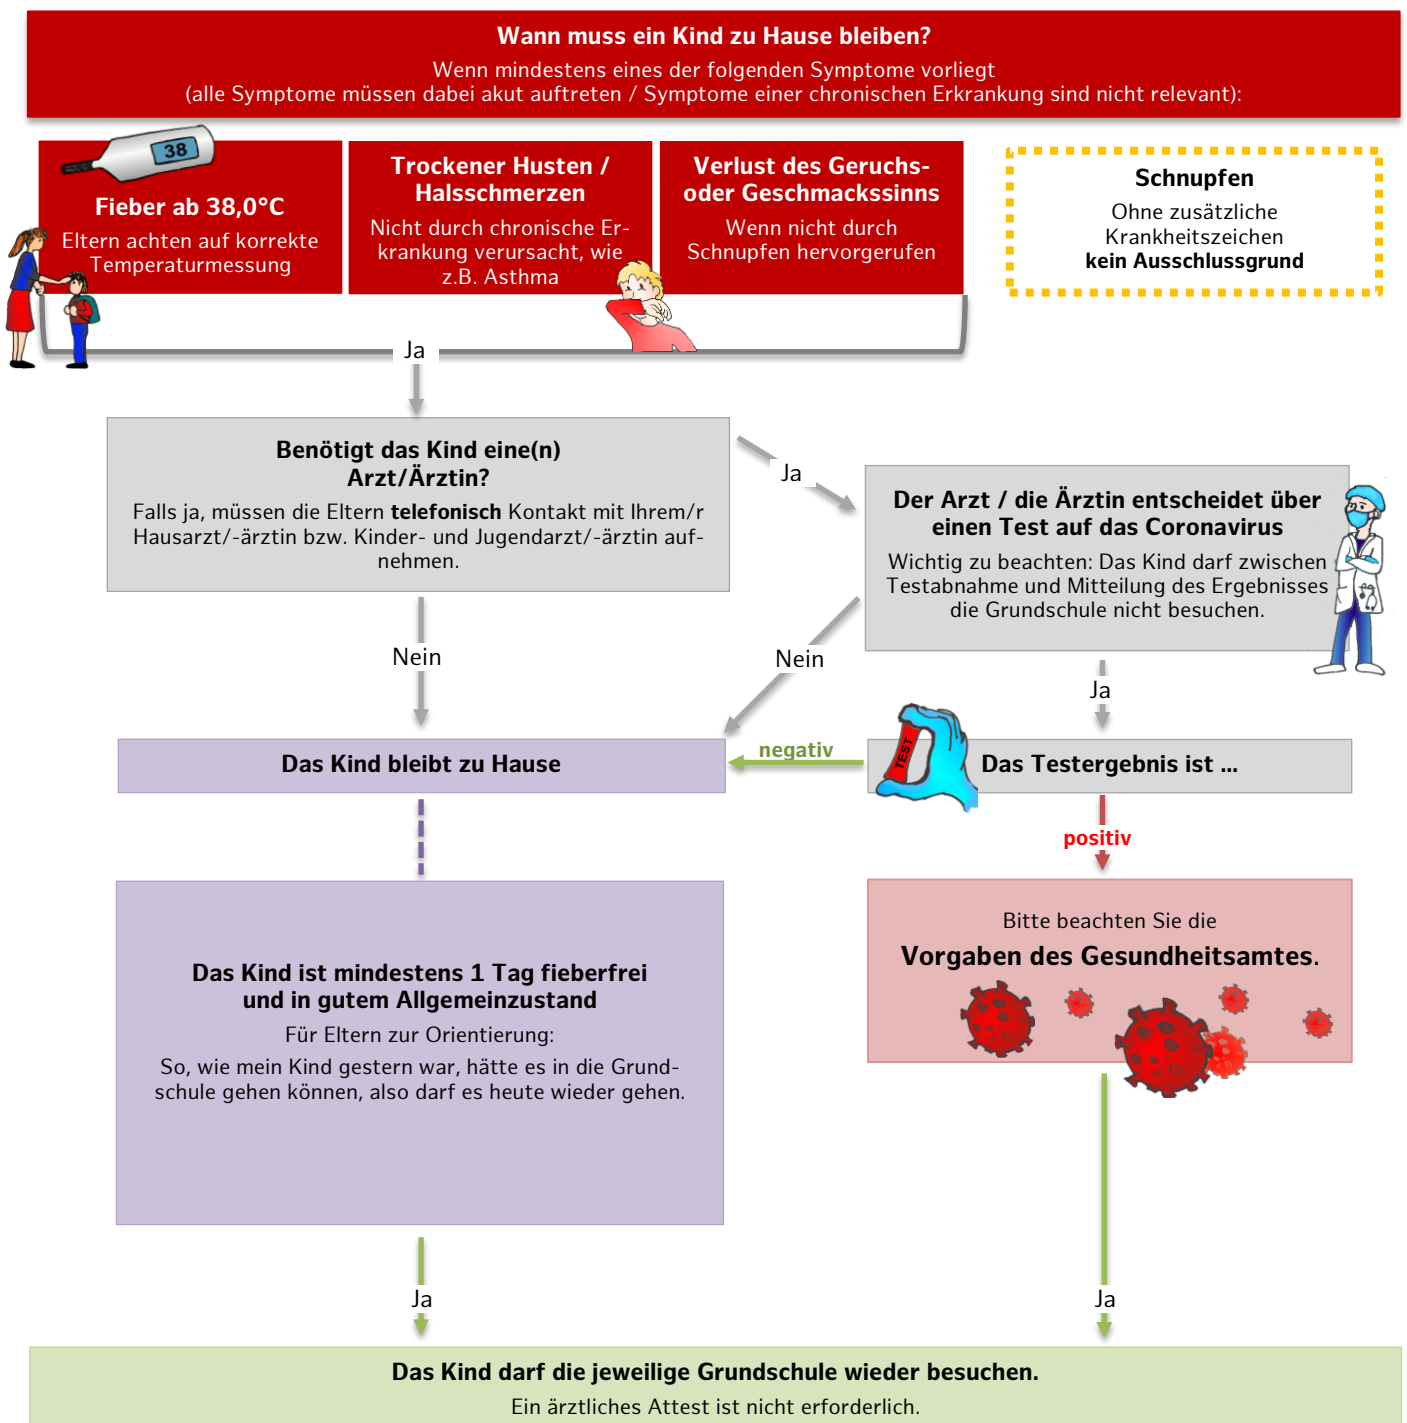 Wann muss ein Kind zu Hause bleiben?
Wenn mindestens eines der folgenden Symptome vorliegt
(alle Symptome müssen dabei akut auftreten / Symptome einer chronischen Erkrankung sind nicht relevant):
38
Fieber ab 38,0°C
Eltern achten auf korrekte
Temperaturmessung
Trockener Husten /
Halsschmerzen
Nicht durch chronische Er-
krankung verursacht, wie
z.B. Asthma
Verlust des Geruchs-
oder Geschmackssinns
Wenn nicht durch
Schnupfen hervorgerufen
Schnupfen
Ohne zusätzliche
Krankheitszeichen
kein Ausschlussgrund
Ja
Benötigt das Kind eine(n)
Arzt/Ärztin?
Falls ja, müssen die Eltern telefonisch Kontakt mit Ihrem/r
Hausarzt/-ärztin bzw. Kinder- und Jugendarzt/-ärztin auf-
nehmen.
Ja
Der Arzt / die Ärztin entscheidet über
einen Test auf das Coronavirus
Wichtig zu beachten: Das Kind darf zwischen
Testabnahme und Mitteilung des Ergebnisses
die Grundschule nicht besuchen.
Nein
Nein
Ja
Das Kind bleibt zu Hause
negativ
TEST
Das Testergebnis ist ...
positiv
Das Kind ist mindestens 1 Tag fieberfrei
und in gutem Allgemeinzustand
Für Eltern zur Orientierung:
So, wie mein Kind gestern war, hätte es in die Grund-
schule gehen können, also darf es heute wieder gehen.
Bitte beachten Sie die
Vorgaben des Gesundheitsamtes.
Ja
Ja
Das Kind darf die jeweilige Grundschule wieder besuchen.
Ein ärztliches Attest ist nicht erforderlich.